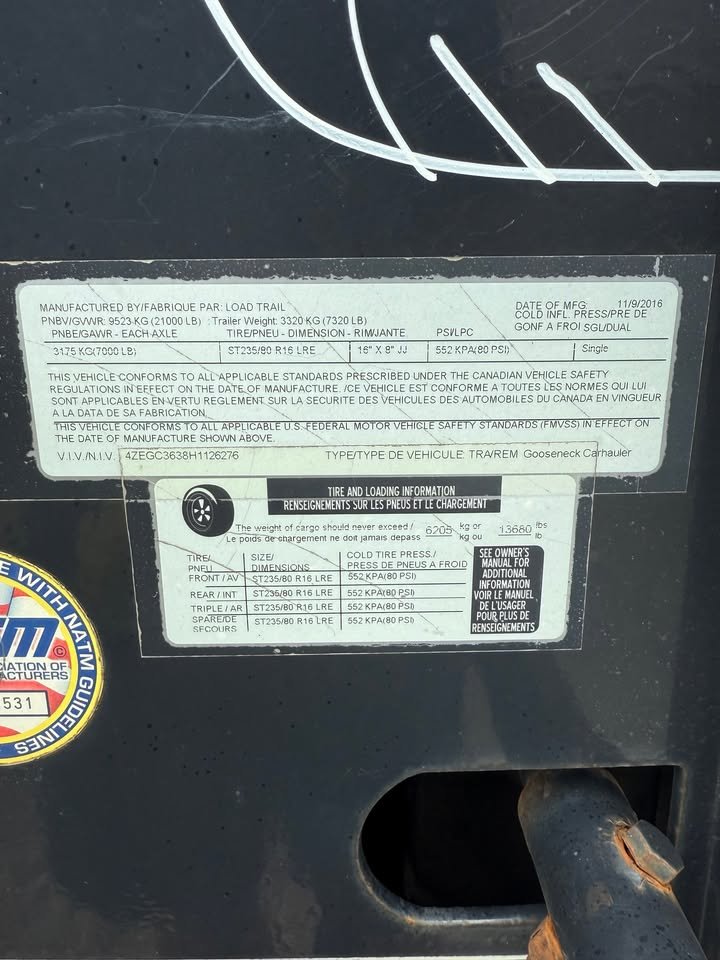 MANUFACTURED BY/FABRIQUE PAR: LOAD TRAIL DATE OF MFG: 11/9/2016
PNBV/GVWR: 9523 KG (21000 LB) : Trailer Weight: 3320 KG (7320 LB) COLD INFL. PRESS/PRE DE
PNBE/GAWR - EACH AXLE TIRE/PNEU - DIMENSION - RIM/JANTE PSI/LPC GONF A FROI SGL/DUAL
3175 KG(7000 LB) ST235/80 R16 LRE 16" X 8" JJ 552 KPA(80 PSI) Single
THIS VEHICLE CONFORMS TO ALL APPLICABLE STANDARDS PRESCRIBED UNDER THE CANADIAN VEHICLE SAFETY
REGULATIONS IN EFFECT ON THE DATE OF MANUFACTURE. /CE VEHICLE EST CONFORME A TOUTES LES NORMES QUI LUI
SONT APPLICABLES EN VERTU REGLEMENT SUR LA SECURITE DES VEHICULES DES AUTOMOBILES DU CANADA EN VINGUEUR
A LA DATA DE SA FABRICATION.
THIS VEHICLE CONFORMS TO ALL APPLICABLE U.S. FEDERAL MOTOR VEHICLE SAFETY STANDARDS (FMVSS) IN EFFECT ON
THE DATE OF MANUFACTURE SHOWN ABOVE.
V.I.V./N.I.V. 4ZEGC3638H1126276 TYPE/TYPE DE VEHICULE: TRA/REM Gooseneck Carhauler
TIRE AND LOADING INFORMATION
RENSEIGNEMENTS SUR LES PNEUS ET LE CHARGEMENT
The weight of cargo should never exceed / 6205 kg or 13680 lbs
Le poids de chargement ne doit jamais depass kg ou lb
TIRE/ SIZE/ COLD TIRE PRESS./
PNEU DIMENSIONS PRESS DE PNEUS A FROID
FRONT / AV ST235/80 R16 LRE 552 KPA(80 PSI)
REAR / INT ST235/80 R16 LRE 552 KPA(80 PSI)
TRIPLE / AR ST235/80 R16 LRE 552 KPA(80 PSI)
SPARE/DE ST235/80 R16 LRE 552 KPA(80 PSI)
SECOURS
SEE OWNER'S
MANUAL FOR
ADDITIONAL
INFORMATION
VOIR LE MANUEL
DE L'USAGER
POUR PLUS DE
RENSEIGNEMENTS
E WITH NATM GUIDELINES
TM ©
CIATION OF
ACTURERS
531